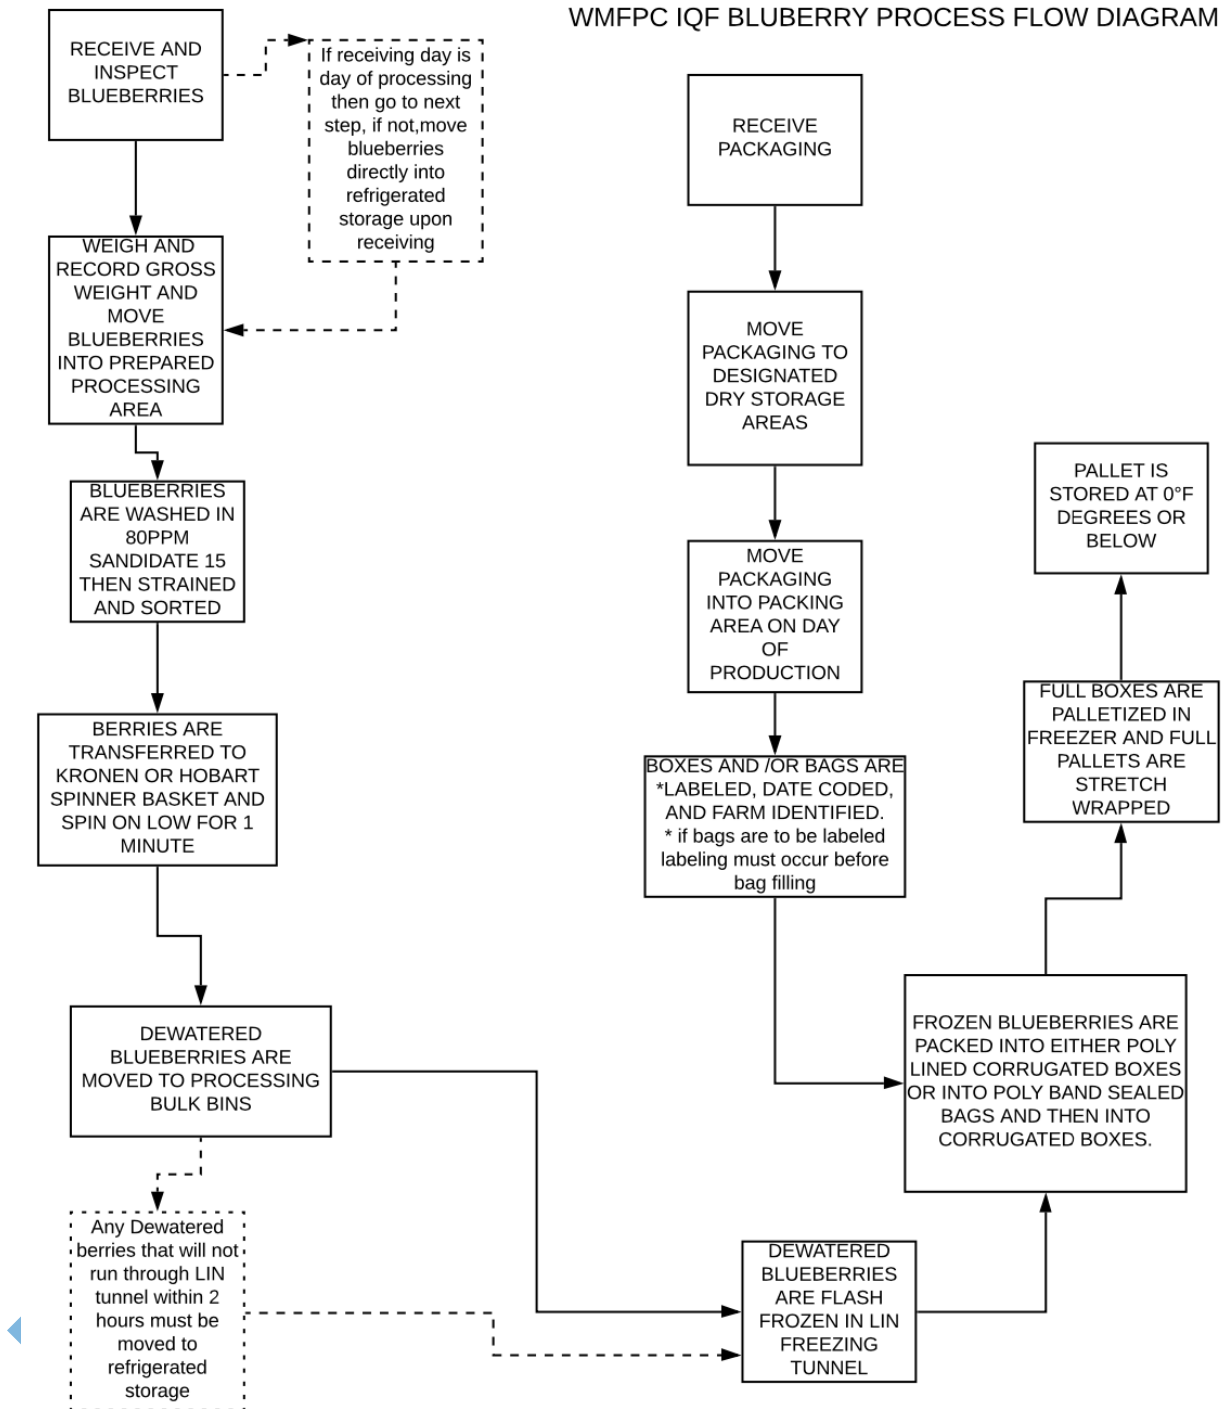 WMFPC IQF BLUBERRY PROCESS FLOW DIAGRAM
RECEIVE AND
INSPECT
BLUEBERRIES
If receiving day is
day of processing
then go to next
step, if not,move
blueberries
directly into
refrigerated
storage upon
receiving
WEIGH AND
RECORD GROSS
WEIGHT AND
MOVE
BLUEBERRIES
INTO PREPARED
PROCESSING
AREA
BLUEBERRIES
ARE WASHED IN
80PPM
SANDIDATE 15
THEN STRAINED
AND SORTED
BERRIES ARE
TRANSFERRED TO
KRONEN OR HOBART
SPINNER BASKET AND
SPIN ON LOW FOR 1
MINUTE
DEWATERED
BLUEBERRIES ARE
MOVED TO PROCESSING
BULK BINS
Any Dewatered
berries that will not
run through LIN
tunnel within 2
hours must be
moved to
refrigerated
storage
RECEIVE
PACKAGING
MOVE
PACKAGING TO
DESIGNATED
DRY STORAGE
AREAS
MOVE
PACKAGING
INTO PACKING
AREA ON DAY
OF
PRODUCTION
BOXES AND /OR BAGS ARE
*LABELED, DATE CODED,
AND FARM IDENTIFIED.
* if bags are to be labeled
labeling must occur before
bag filling
DEWATERED
BLUEBERRIES
ARE FLASH
FROZEN IN LIN
FREEZING
TUNNEL
FROZEN BLUEBERRIES ARE
PACKED INTO EITHER POLY
LINED CORRUGATED BOXES
OR INTO POLY BAND SEALED
BAGS AND THEN INTO
CORRUGATED BOXES.
FULL BOXES ARE
PALLETIZED IN
FREEZER AND FULL
PALLETS ARE
STRETCH
WRAPPED
PALLET IS
STORED AT 0°F
DEGREES OR
BELOW